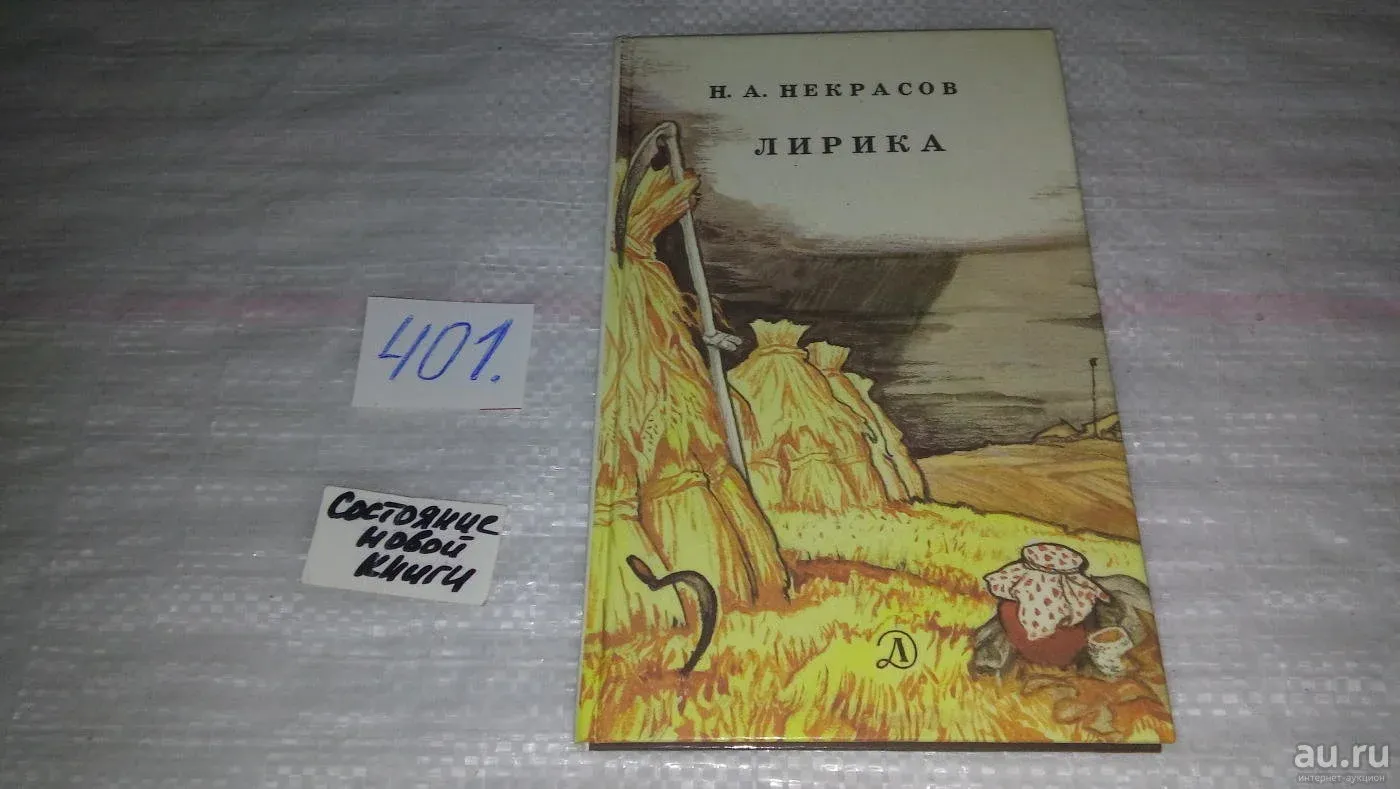 Н. А. НЕКРАСОВ
ЛИРИКА
401.
Состояние
новой
книги
Д
au.ru
интернет-аукцион